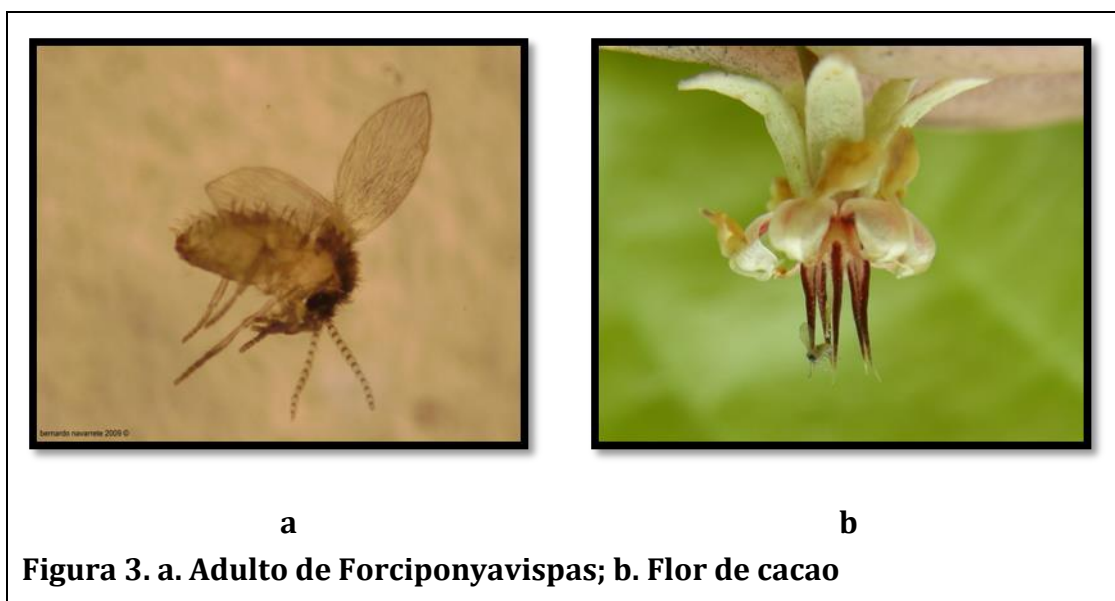 bernardo navarrete 2009 ©
a b
Figura 3. a. Adulto de Forciponyavispas; b. Flor de cacao